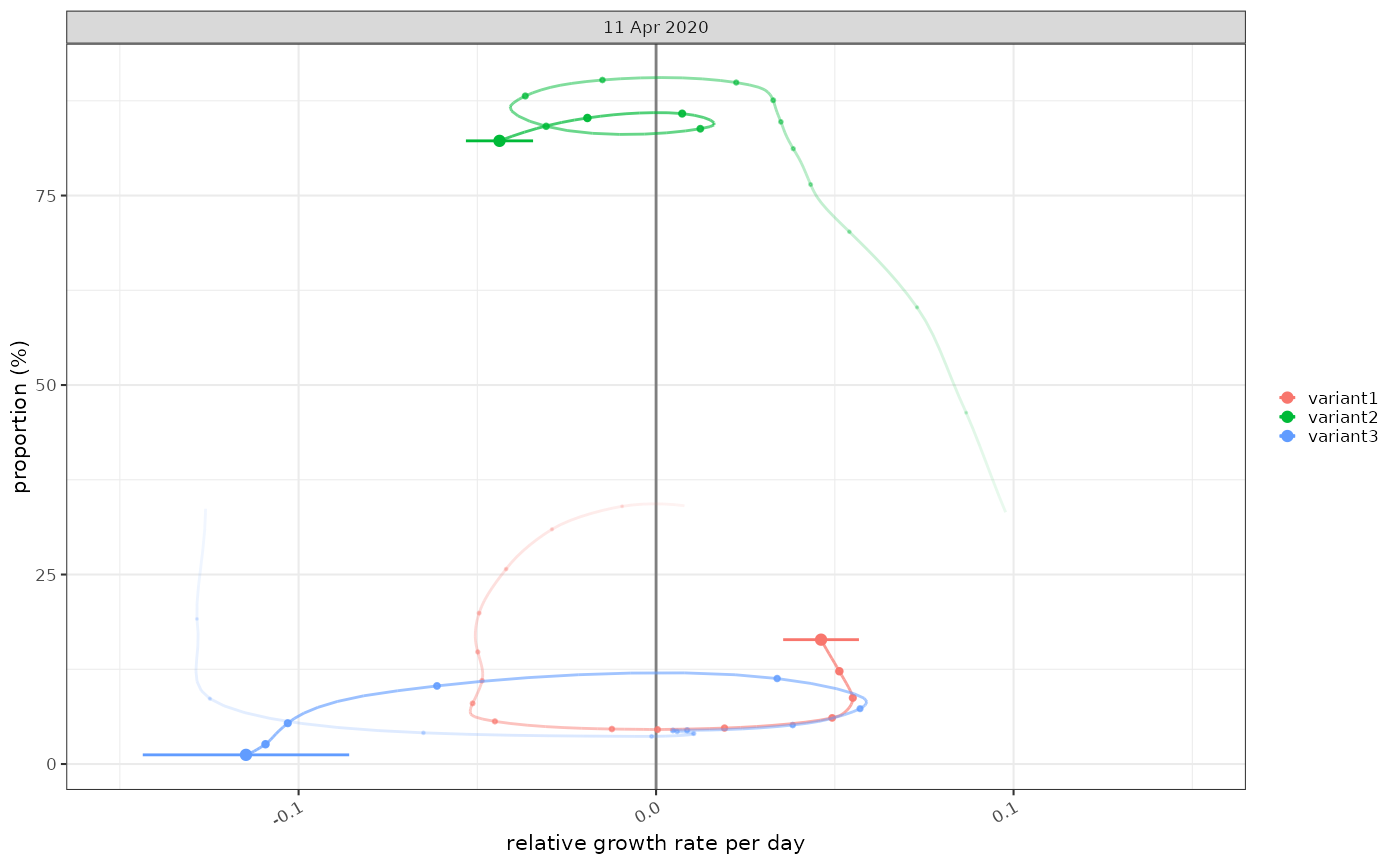 11 Apr 2020
proportion (%)
75
50
25
0
-0.1
0.0
0.1
relative growth rate per day
variant1
variant2
variant3